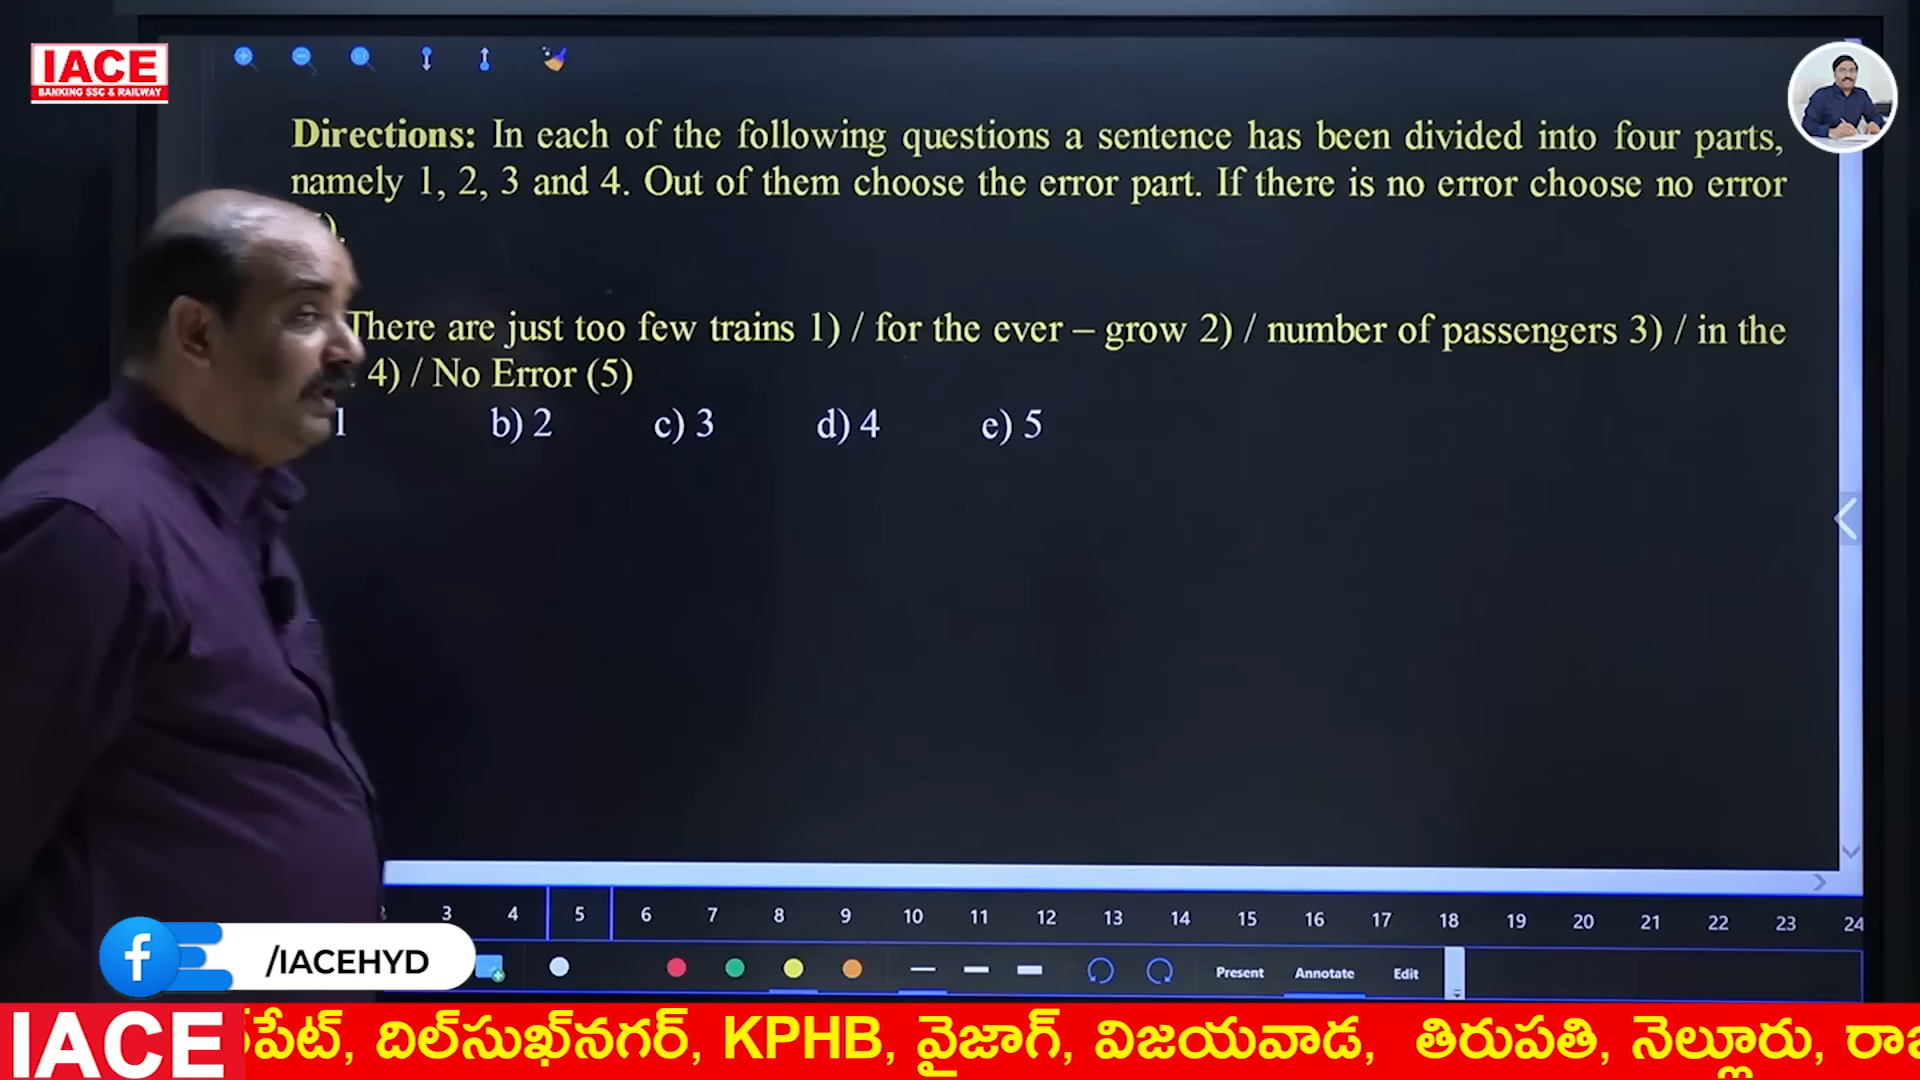 IACE
BANKING SSC & RAILWAY
Directions: In each of the following questions a sentence has been divided into four parts,
namely 1, 2, 3 and 4. Out of them choose the error part. If there is no error choose no error
).
There are just too few trains 1) / for the ever – grow 2) / number of passengers 3) / in the
. 4) / No Error (5)
1 b) 2 c) 3 d) 4 e) 5
3 4 5 6 7 8 9 10 11 12 13 14 15 16 17 18 19 20 21 22 23 24
Present Annotate Edit
f /IACEHYD
IACE పేట్, దిల్‌సుఖ్‌నగర్, KPHB, వైజాగ్, విజయవాడ, తిరుపతి, నెల్లూరు,